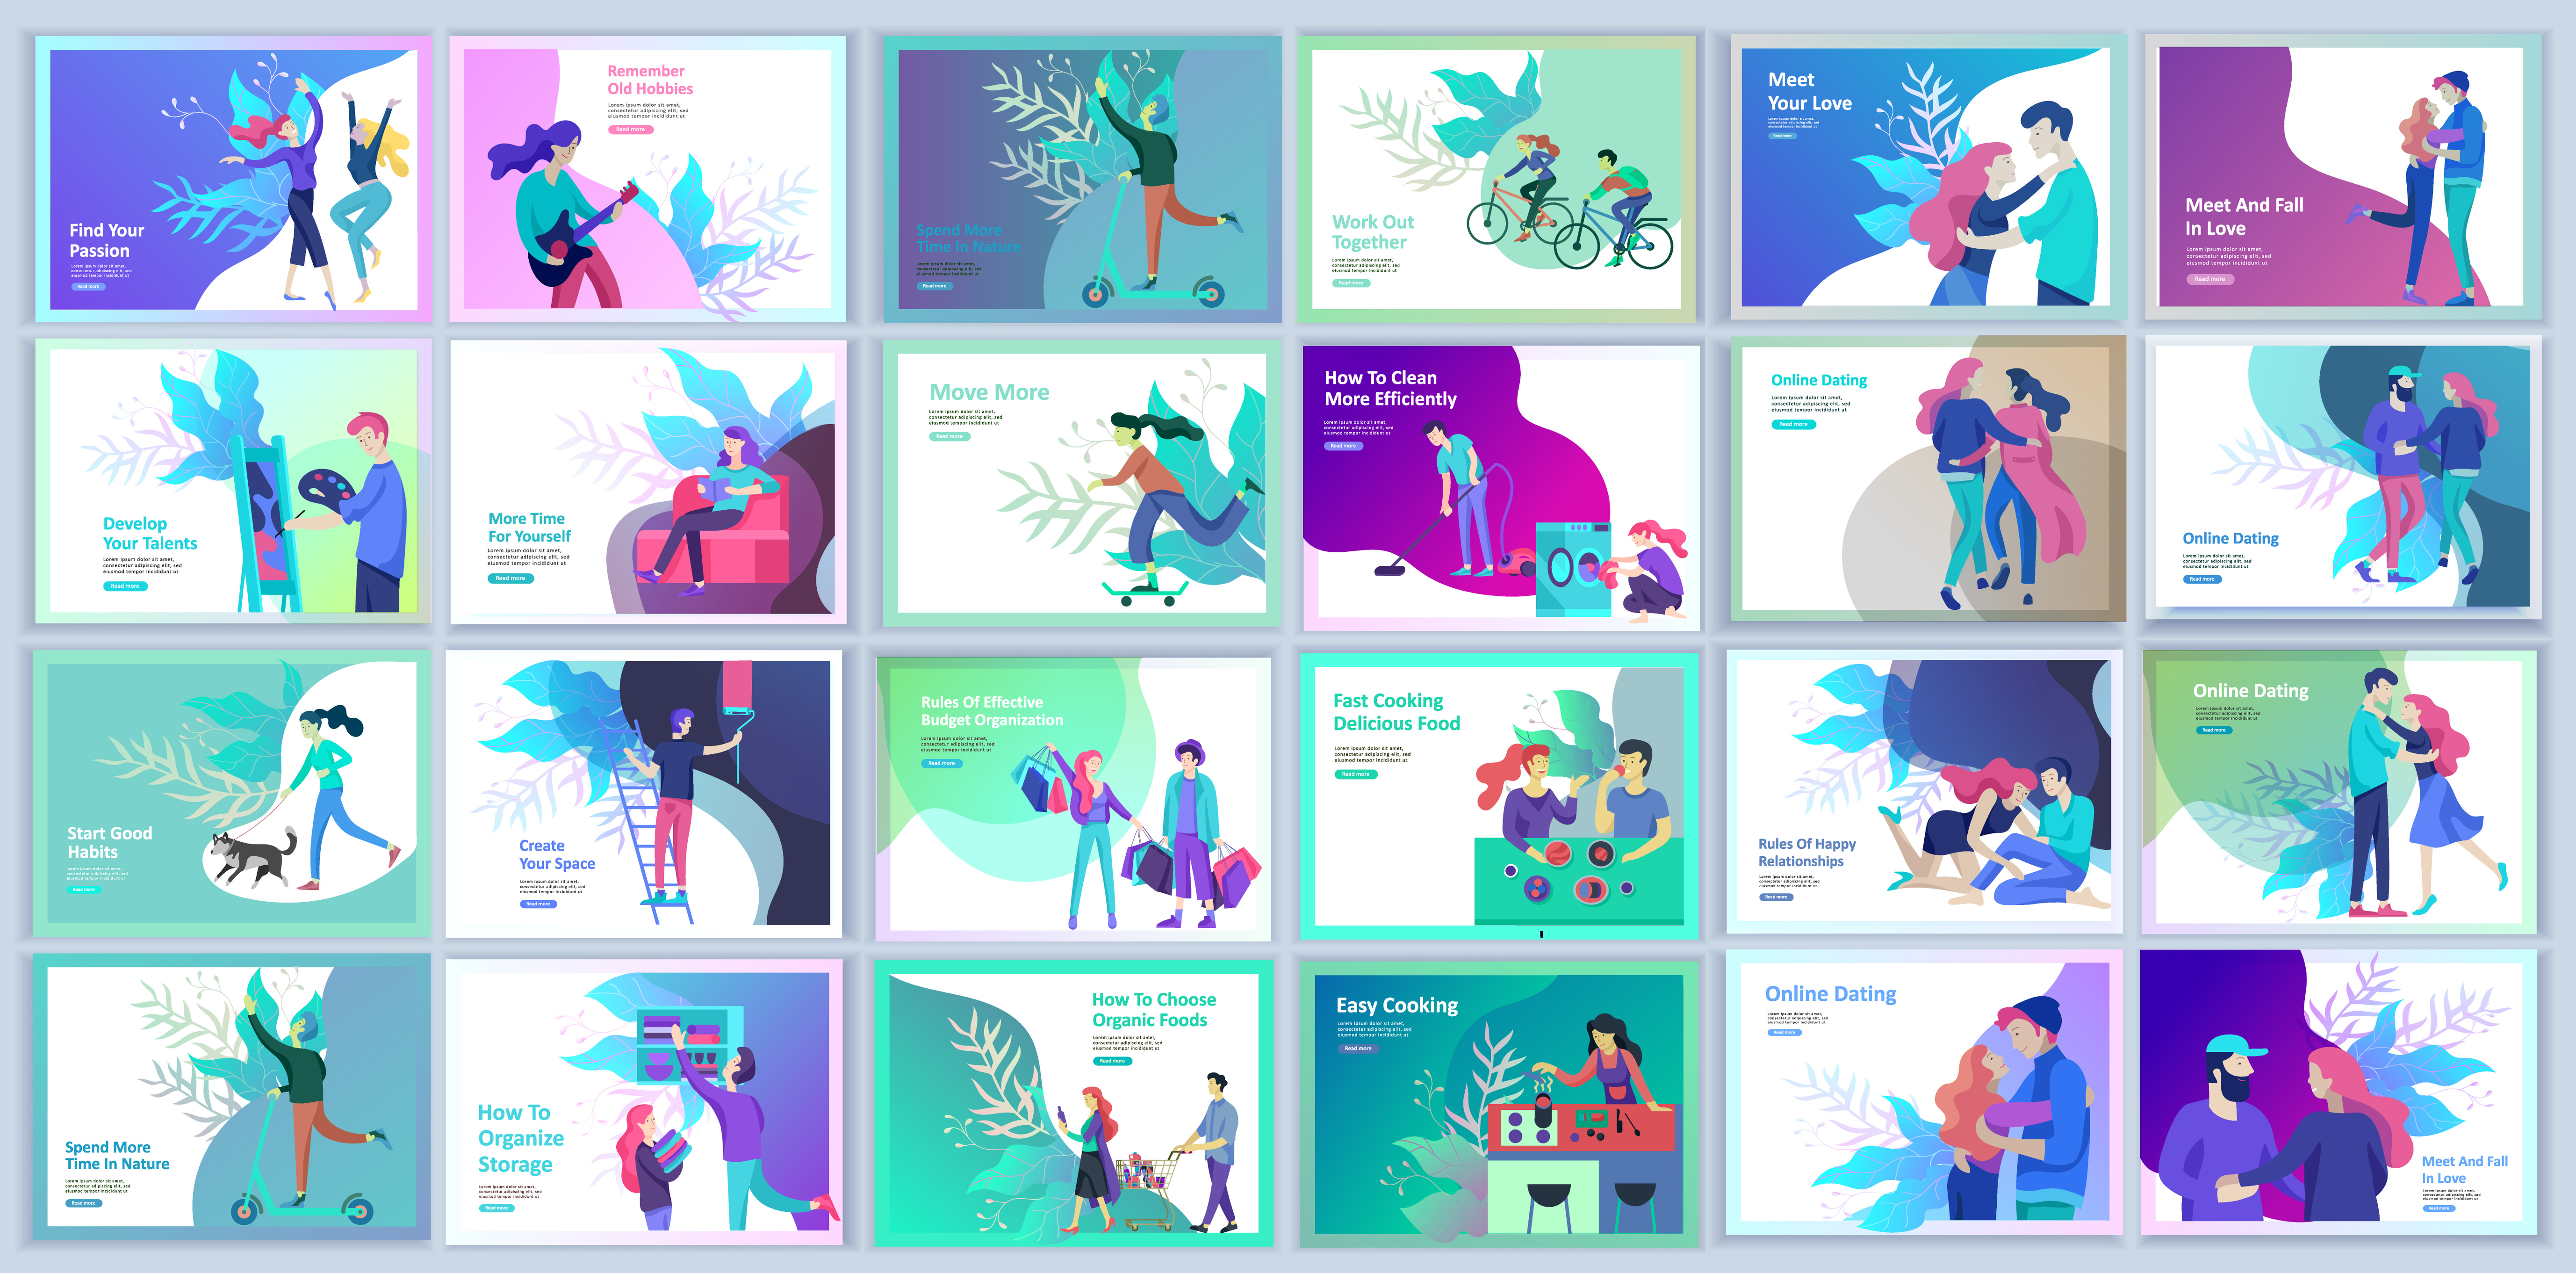 Find Your
Passion
Lorem ipsum dolor sit amet,
consectetur adipiscing elit, sed
eiusmod tempor incididunt ut
Read more
Remember
Old Hobbies
Lorem ipsum dolor sit amet,
consectetur adipiscing elit, sed
eiusmod tempor incididunt ut
Read more
Spend More
Time In Nature
Lorem ipsum dolor sit amet,
consectetur adipiscing elit, sed
eiusmod tempor incididunt ut
Read more
Work Out
Together
Lorem ipsum dolor sit amet,
consectetur adipiscing elit, sed
eiusmod tempor incididunt ut
Read more
Meet
Your Love
Lorem ipsum dolor sit amet,
consectetur adipiscing elit, sed
eiusmod tempor incididunt ut
Read more
Meet And Fall
In Love
Lorem ipsum dolor sit amet,
consectetur adipiscing elit, sed
eiusmod tempor incididunt ut
Read more
Develop
Your Talents
Lorem ipsum dolor sit amet,
consectetur adipiscing elit, sed
eiusmod tempor incididunt ut
Read more
More Time
For Yourself
Lorem ipsum dolor sit amet,
consectetur adipiscing elit, sed
eiusmod tempor incididunt ut
Read more
Move More
Lorem ipsum dolor sit amet,
consectetur adipiscing elit, sed
eiusmod tempor incididunt ut
Read more
How To Clean
More Efficiently
Lorem ipsum dolor sit amet,
consectetur adipiscing elit, sed
eiusmod tempor incididunt ut
Read more
Online Dating
Lorem ipsum dolor sit amet,
consectetur adipiscing elit, sed
eiusmod tempor incididunt ut
Read more
Online Dating
Lorem ipsum dolor sit amet,
consectetur adipiscing elit, sed
eiusmod tempor incididunt ut
Read more
Start Good
Habits
Lorem ipsum dolor sit amet,
consectetur adipiscing elit, sed
eiusmod tempor incididunt ut
Read more
Create
Your Space
Lorem ipsum dolor sit amet,
consectetur adipiscing elit, sed
eiusmod tempor incididunt ut
Read more
Rules Of Effective
Budget Organization
Lorem ipsum dolor sit amet,
consectetur adipiscing elit, sed
eiusmod tempor incididunt ut
Read more
Fast Cooking
Delicious Food
Lorem ipsum dolor sit amet,
consectetur adipiscing elit, sed
eiusmod tempor incididunt ut
Read more
Rules Of Happy
Relationships
Lorem ipsum dolor sit amet,
consectetur adipiscing elit, sed
eiusmod tempor incididunt ut
Read more
Online Dating
Lorem ipsum dolor sit amet,
consectetur adipiscing elit, sed
eiusmod tempor incididunt ut
Read more
Spend More
Time In Nature
Lorem ipsum dolor sit amet,
consectetur adipiscing elit, sed
eiusmod tempor incididunt ut
Read more
How To
Organize
Storage
Lorem ipsum dolor sit amet,
consectetur adipiscing elit, sed
eiusmod tempor incididunt ut
Read more
How To Choose
Organic Foods
Lorem ipsum dolor sit amet,
consectetur adipiscing elit, sed
eiusmod tempor incididunt ut
Read more
Easy Cooking
Lorem ipsum dolor sit amet,
consectetur adipiscing elit, sed
eiusmod tempor incididunt ut
Read more
Online Dating
Lorem ipsum dolor sit amet,
consectetur adipiscing elit, sed
eiusmod tempor incididunt ut
Read more
Meet And Fall
In Love
Lorem ipsum dolor sit amet,
consectetur adipiscing elit, sed
eiusmod tempor incididunt ut
Read more